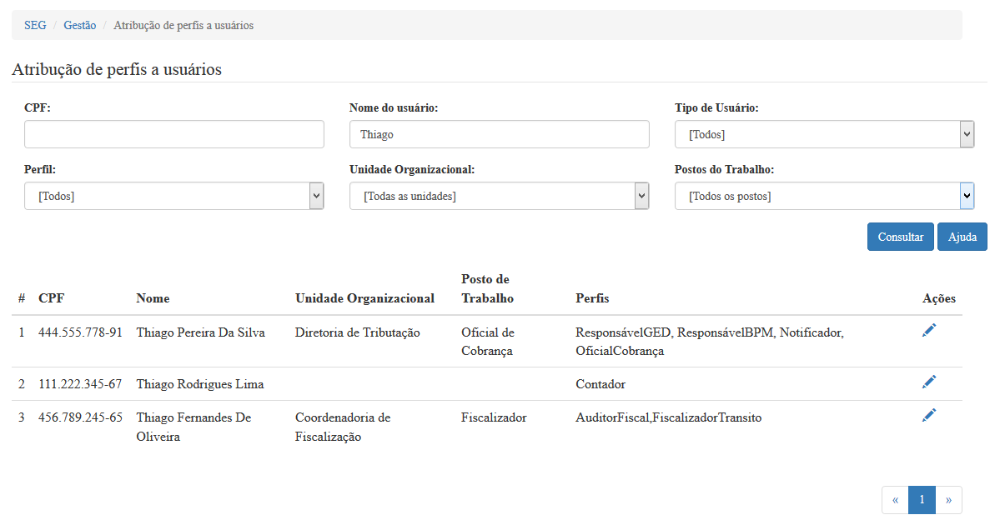 SEG / Gestão / Atribução de perfis a usuários
Atribução de perfis a usuários
CPF: Nome do usuário: Tipo de Usuário:
Thiago [Todos]
Perfil: Unidade Organizacional: Postos do Trabalho:
[Todos] [Todas as unidades] [Todos os postos]
Consultar Ajuda
# CPF Nome Unidade Organizacional Posto de Trabalho Perfis Ações
1 444.555.778-91 Thiago Pereira Da Silva Diretoria de Tributação Oficial de Cobrança ResponsávelGED, ResponsávelBPM, Notificador, OficialCobrança
2 111.222.345-67 Thiago Rodrigues Lima Contador
3 456.789.245-65 Thiago Fernandes De Oliveira Coordenadoria de Fiscalização Fiscalizador AuditorFiscal,FiscalizadorTransito
« 1 »